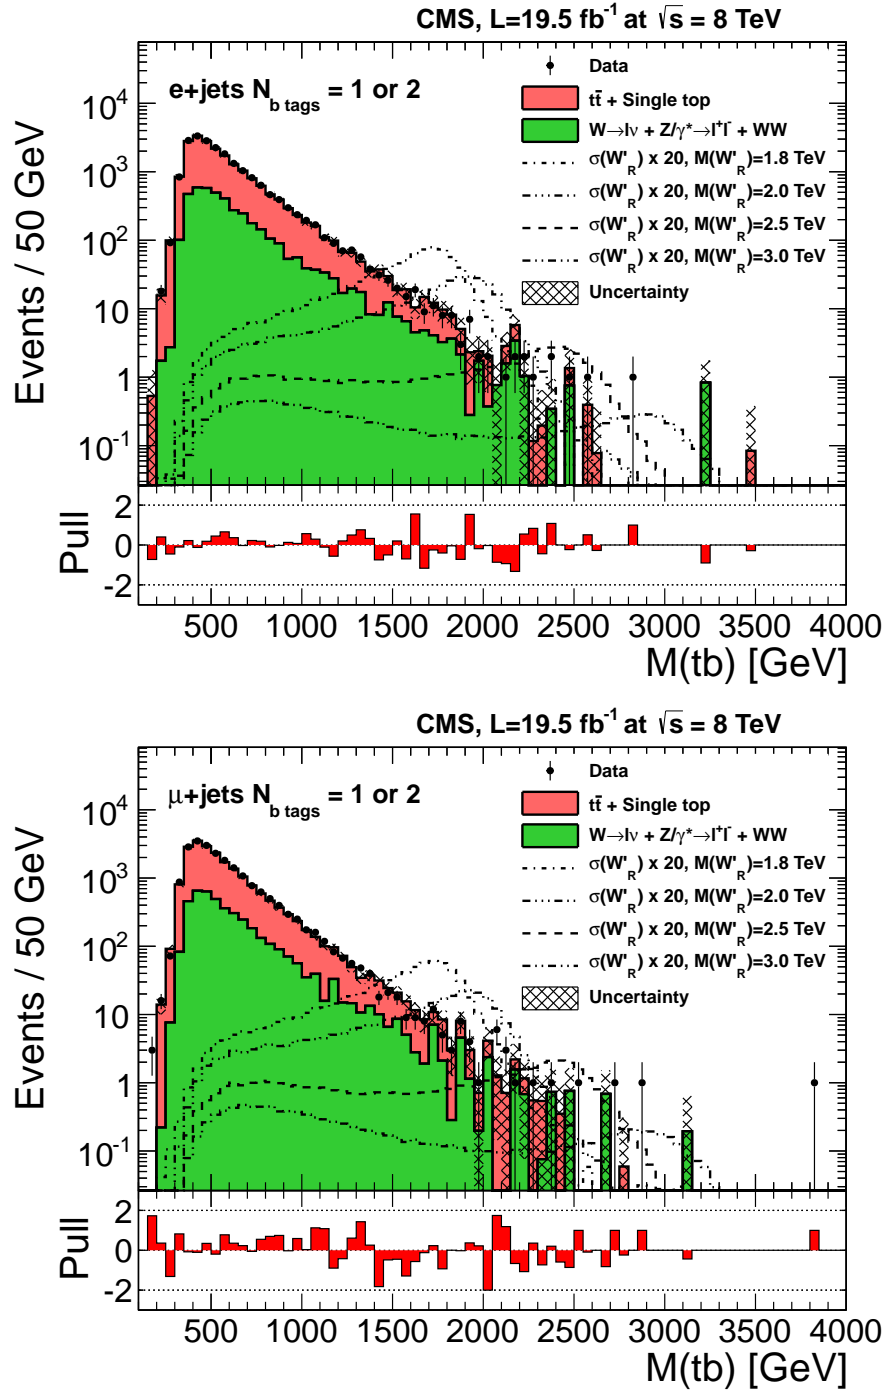 CMS, L=19.5 fb⁻¹ at √s = 8 TeV
e+jets N_b tags = 1 or 2
Data
tt̄ + Single top
W→lν + Z/γ*→l⁺l⁻ + WW
σ(W'_R) x 20, M(W'_R)=1.8 TeV
σ(W'_R) x 20, M(W'_R)=2.0 TeV
σ(W'_R) x 20, M(W'_R)=2.5 TeV
σ(W'_R) x 20, M(W'_R)=3.0 TeV
Uncertainty
Events / 50 GeV
10⁴
10³
10²
10
1
10⁻¹
Pull
2
0
-2
500 1000 1500 2000 2500 3000 3500 4000
M(tb) [GeV]
CMS, L=19.5 fb⁻¹ at √s = 8 TeV
μ+jets N_b tags = 1 or 2
Data
tt̄ + Single top
W→lν + Z/γ*→l⁺l⁻ + WW
σ(W'_R) x 20, M(W'_R)=1.8 TeV
σ(W'_R) x 20, M(W'_R)=2.0 TeV
σ(W'_R) x 20, M(W'_R)=2.5 TeV
σ(W'_R) x 20, M(W'_R)=3.0 TeV
Uncertainty
Events / 50 GeV
10⁴
10³
10²
10
1
10⁻¹
Pull
2
0
-2
500 1000 1500 2000 2500 3000 3500 4000
M(tb) [GeV]